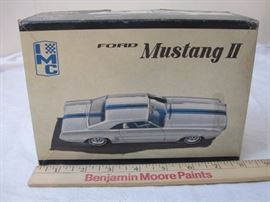 IMC
FORD Mustang II
Benjamin Moore Paints